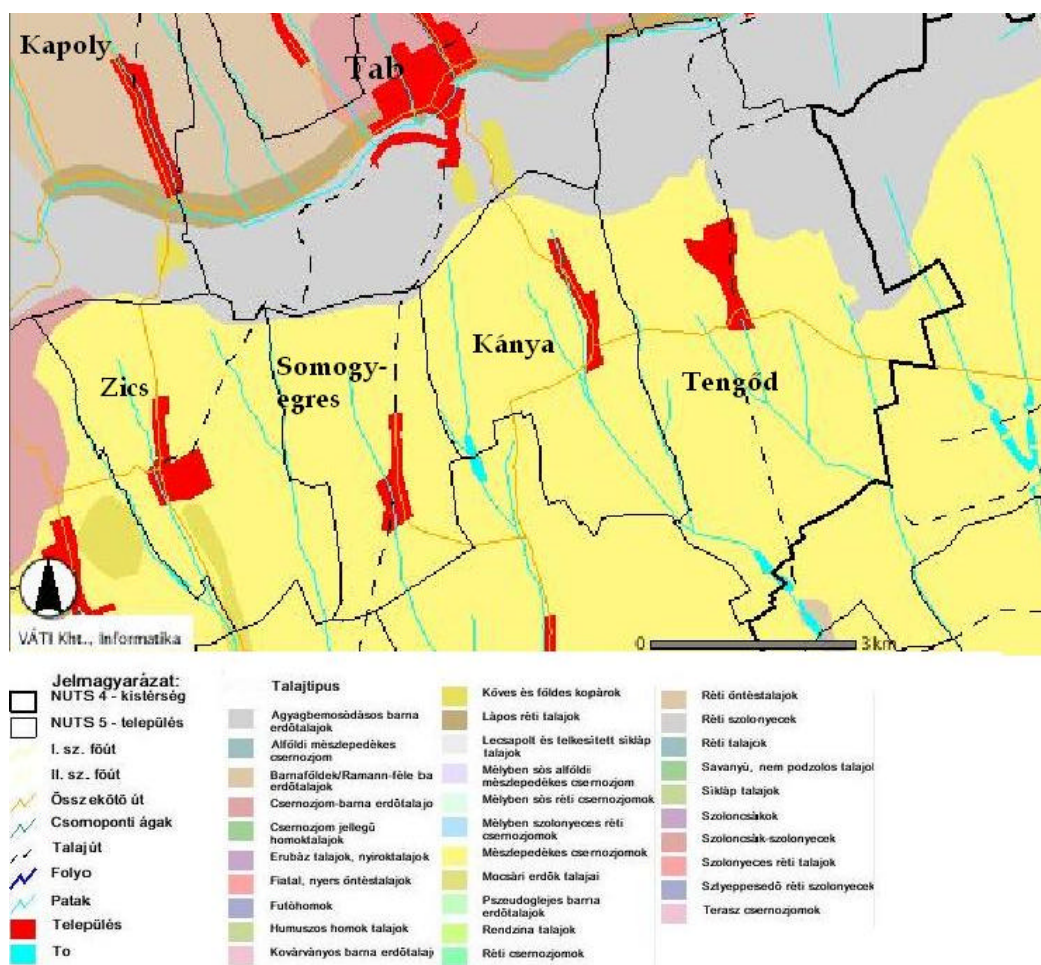 Kapoly
Tab
Kánya
Somogy-
egres
Zics
Tengőd
VÁTI Kht., Informatika
0 3km
Jelmagyarázat:
NUTS 4 - kistérség
NUTS 5 - település
I. sz. főút
II. sz. főút
Összekötő út
Csomoponti ágak
Talajút
Folyo
Patak
Település
To
Talajtipus
Agyagbemosódásos barna
erdőtalajok
Alföldi mészlepedékes
csernozjom
Barnaföldek/Ramann-féle ba
erdőtalajok
Csernozjom-barna erdőtalajo
Csernozjom jellegű
homoktalajok
Erubáz talajok, nyiroktalajok
Fiatal, nyers öntéstalajok
Futóhomok
Humuszos homok talajok
Kovárványos barna erdőtalaj
Köves és földes kopárok
Lápos réti talajok
Lecsapolt és telkesített síkláp
talajok
Mélyben sós alföldi
mészlepedékes csernozjom
Mélyben sós réti csernozjomok
Mélyben szolonyeces réti
csernozjomok
Mészlepedékes csernozjomok
Mocsári erdők talajai
Pszeudoglejes barna
erdőtalajok
Rendzina talajok
Réti csernozjomok
Réti öntéstalajok
Réti szolonyecek
Réti talajok
Savanyú, nem podzolos talajol
Síkláp talajok
Szoloncsákok
Szoloncsák-szolonyecek
Szolonyeces réti talajok
Sztyeppesedő réti szolonyecek
Terasz csernozjomok